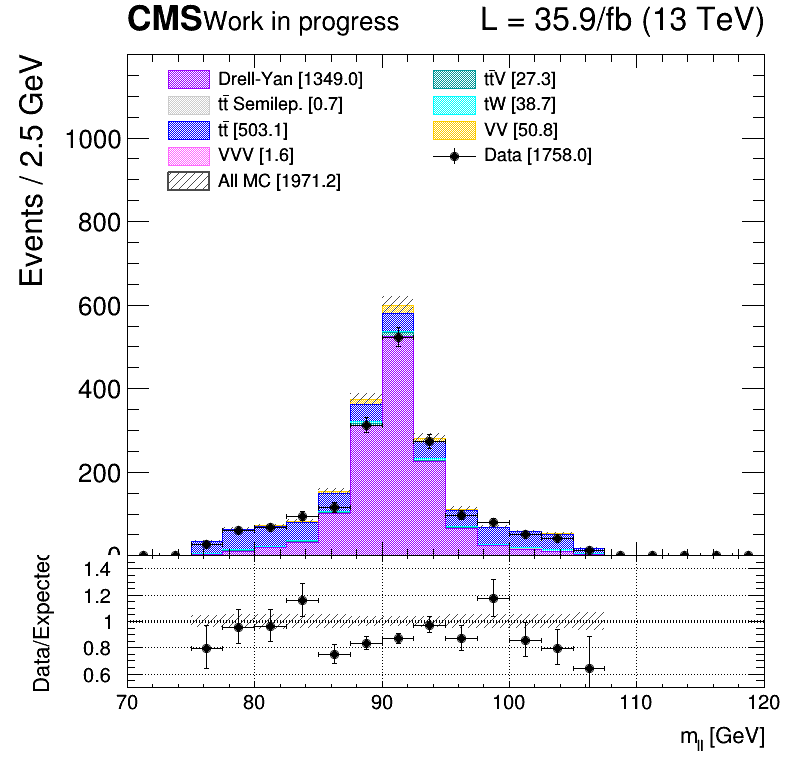 CMS Work in progress L = 35.9/fb (13 TeV)
Events / 2.5 GeV
Drell-Yan [1349.0]
tt̄ Semilep. [0.7]
tt̄ [503.1]
VVV [1.6]
All MC [1971.2]
tt̄V [27.3]
tW [38.7]
VV [50.8]
Data [1758.0]
1000
800
600
400
200
0
Data/Expected
1.4
1.2
1
0.8
0.6
70 80 90 100 110 120
m_ll [GeV]